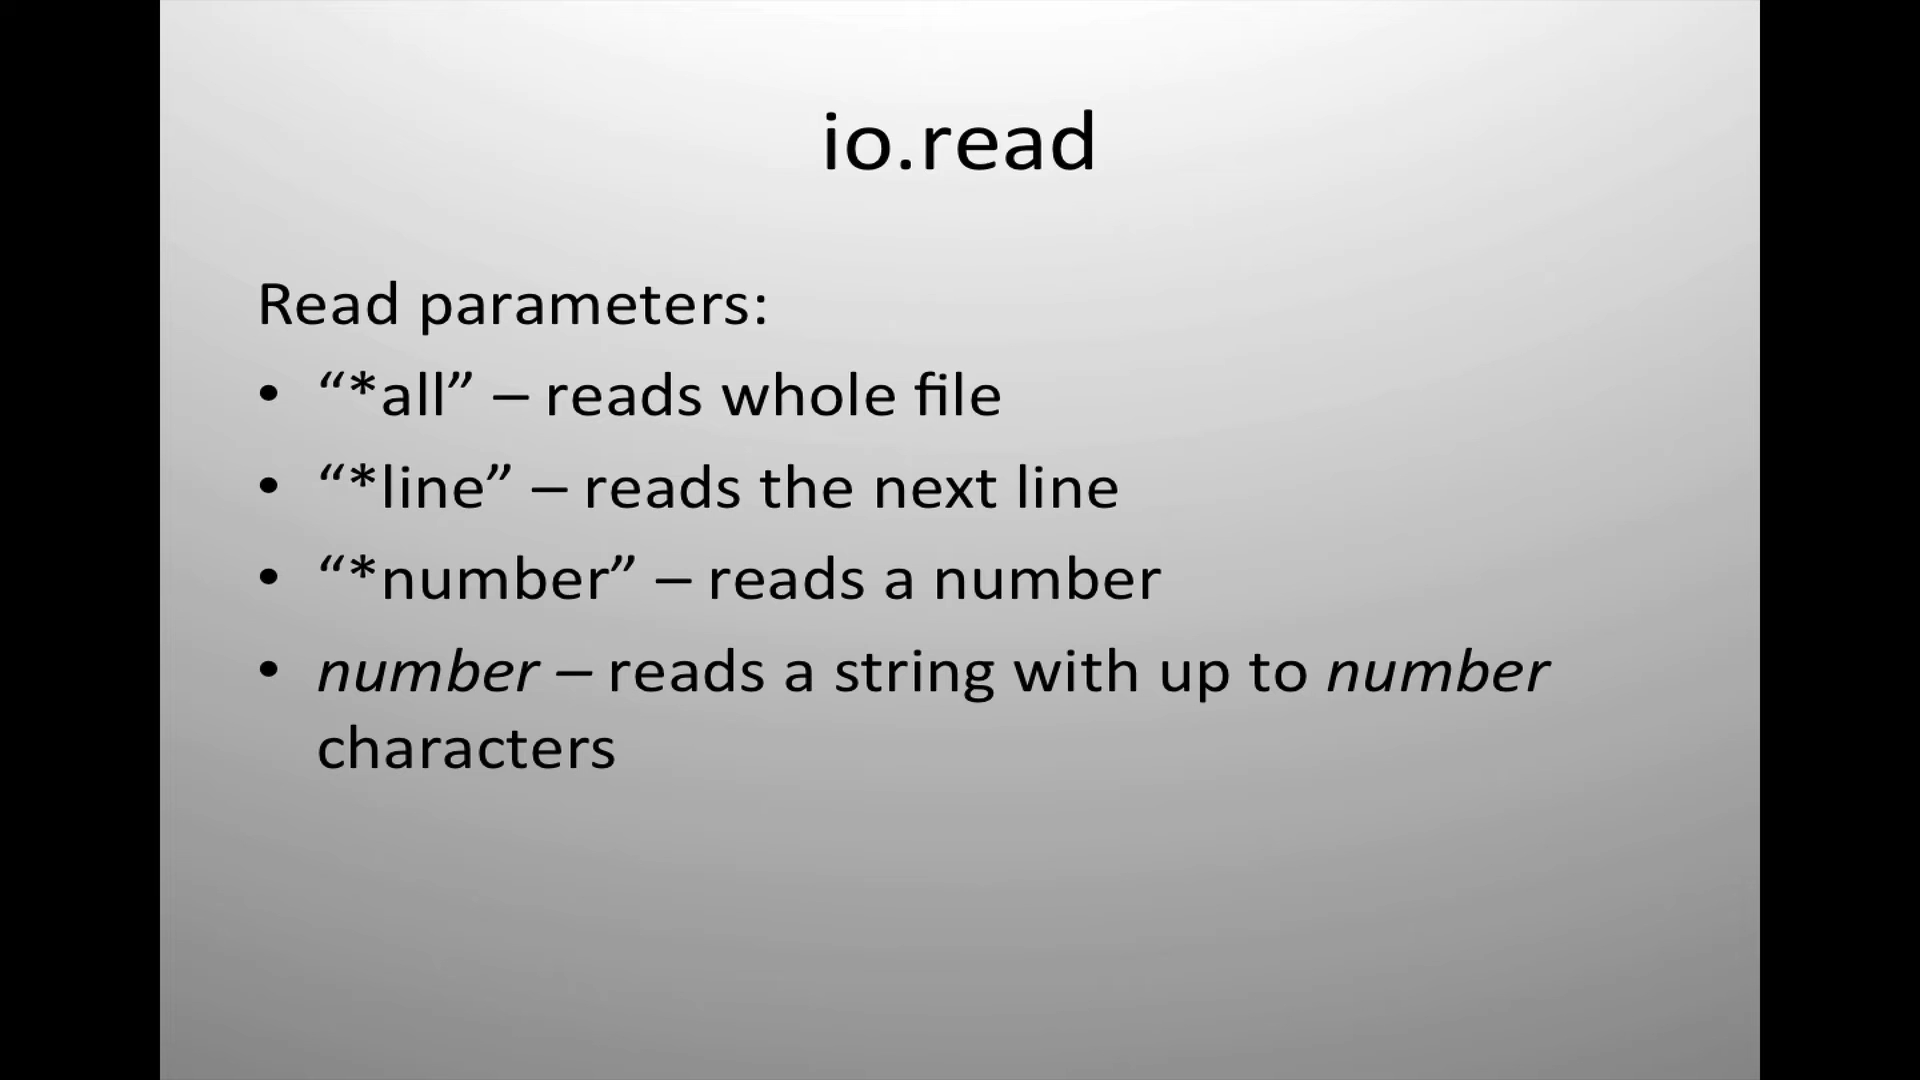 io.read
Read parameters:
• “*all” – reads whole file
• “*line” – reads the next line
• “*number” – reads a number
• number – reads a string with up to number
characters